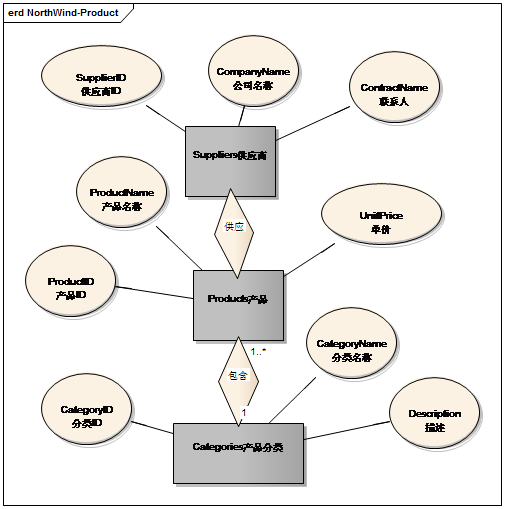 erd NorthWind-Product
SupplierID
供应商ID
CompanyName
公司名称
ContractName
联系人
Suppliers供应商
ProductName
产品名称
供应
UnitPrice
单价
ProductID
产品ID
Products产品
1..*
CategoryName
分类名称
包含
CategoryID
分类ID
1
Description
描述
Categories产品分类